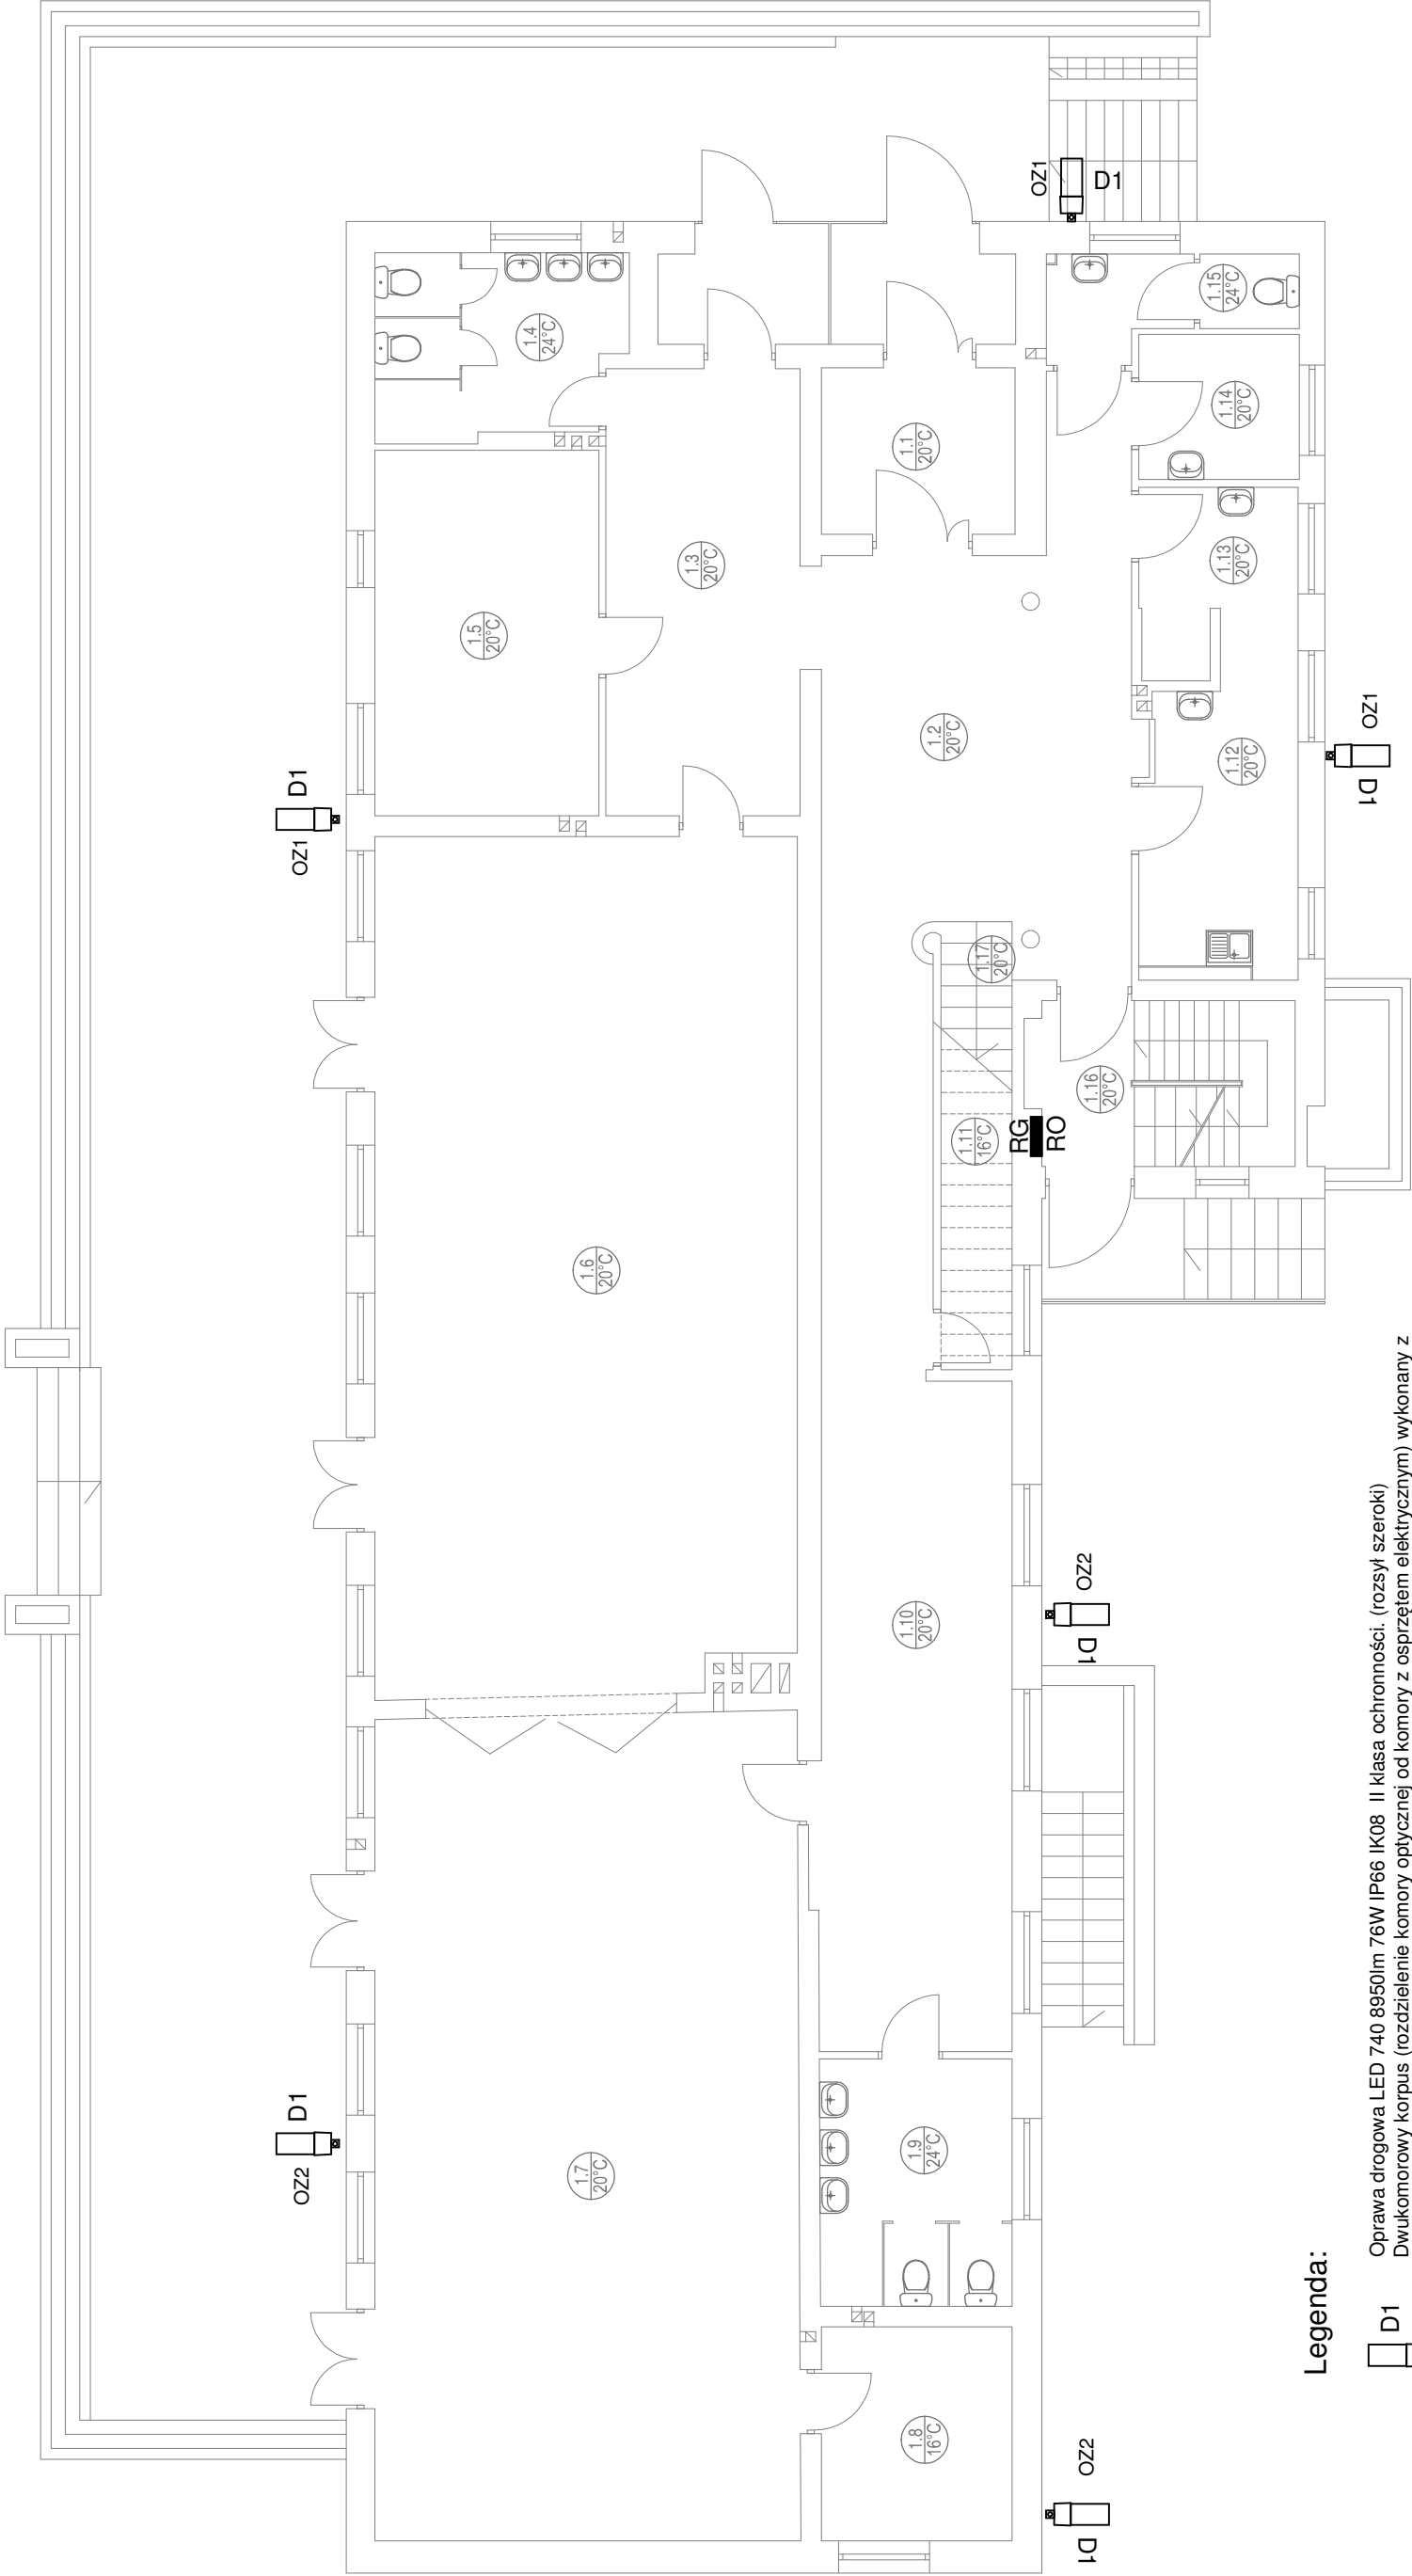 OZ1
D1
1.15
24°C
1.4
24°C
1.14
20°C
1.1
20°C
1.3
20°C
1.13
20°C
1.5
20°C
1.2
20°C
1.12
20°C
OZ1
D1
D1
OZ1
1.17
20°C
1.16
20°C
1.11
16°C
RG
RO
1.6
20°C
1.10
20°C
OZ2
D1
D1
OZ2
1.7
20°C
1.9
24°C
1.8
16°C
OZ2
D1
Legenda:
D1
Oprawa drogowa LED 740 8950lm 76W IP66 IK08 II klasa ochronności. (rozsył szeroki)
Dwukomorowy korpus (rozdzielenie komory optycznej od komory z osprzętem elektrycznym) wykonany z